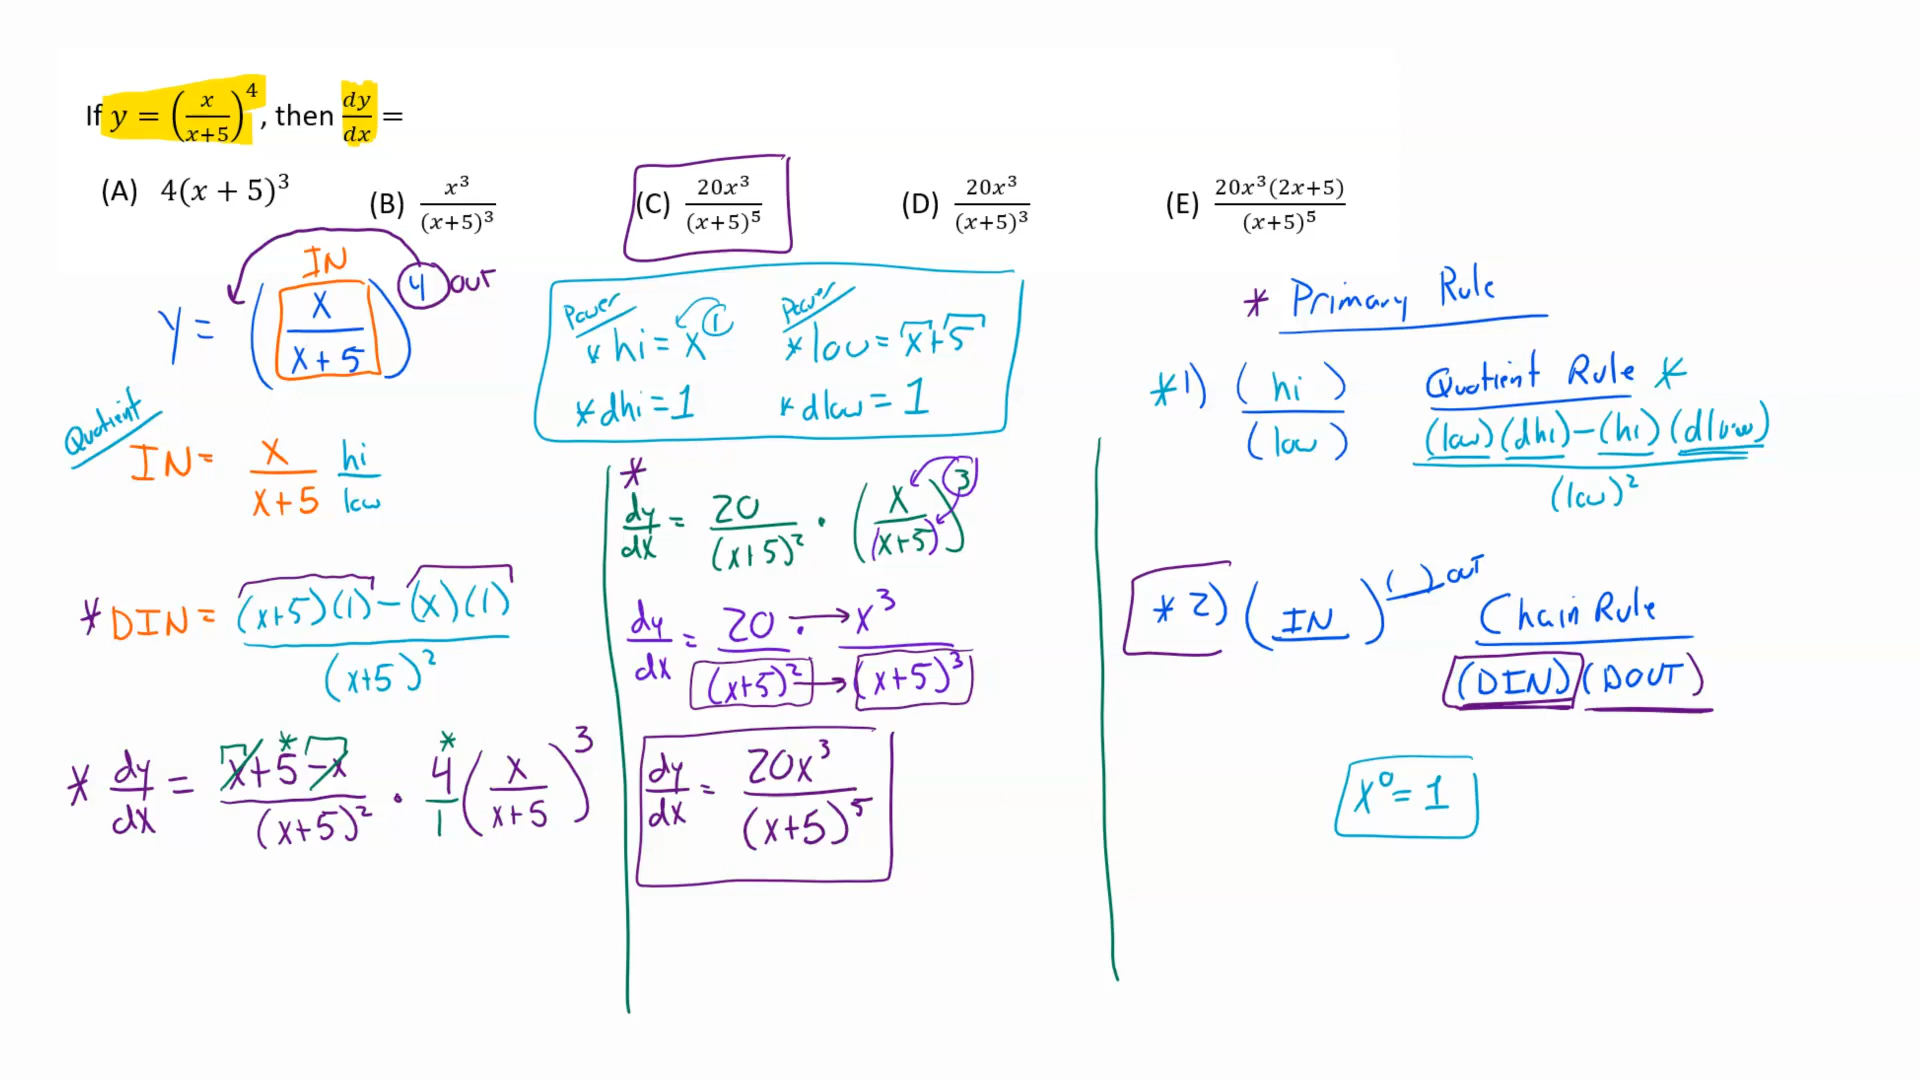 If y = (x/(x+5))^4, then dy/dx =
(A) 4(x + 5)^3 (B) x^3/(x+5)^3 (C) 20x^3/(x+5)^5 (D) 20x^3/(x+5)^3 (E) 20x^3(2x+5)/(x+5)^5
IN
y = (x/(x+5))^4 out
Quotient
IN = x/(x+5) hi/low
* DIN = ((x+5)(1) − (x)(1))/(x+5)^2
* dy/dx = (x+5−x)/(x+5)^2 · 4/1 (x/(x+5))^3
* *
Power Power
* hi = x^1 * low = x+5
* dhi = 1 * dlow = 1
*
dy/dx = 20/(x+5)^2 · (x/(x+5))^3
dy/dx = 20/(x+5)^2 · x^3/(x+5)^3
dy/dx = 20x^3/(x+5)^5
* Primary Rule
*1) (hi)/(low) Quotient Rule *
((low)(dhi) − (hi)(dlow))/(low)^2
*2) (IN)^( ) out Chain Rule
(DIN)(DOUT)
x^0 = 1